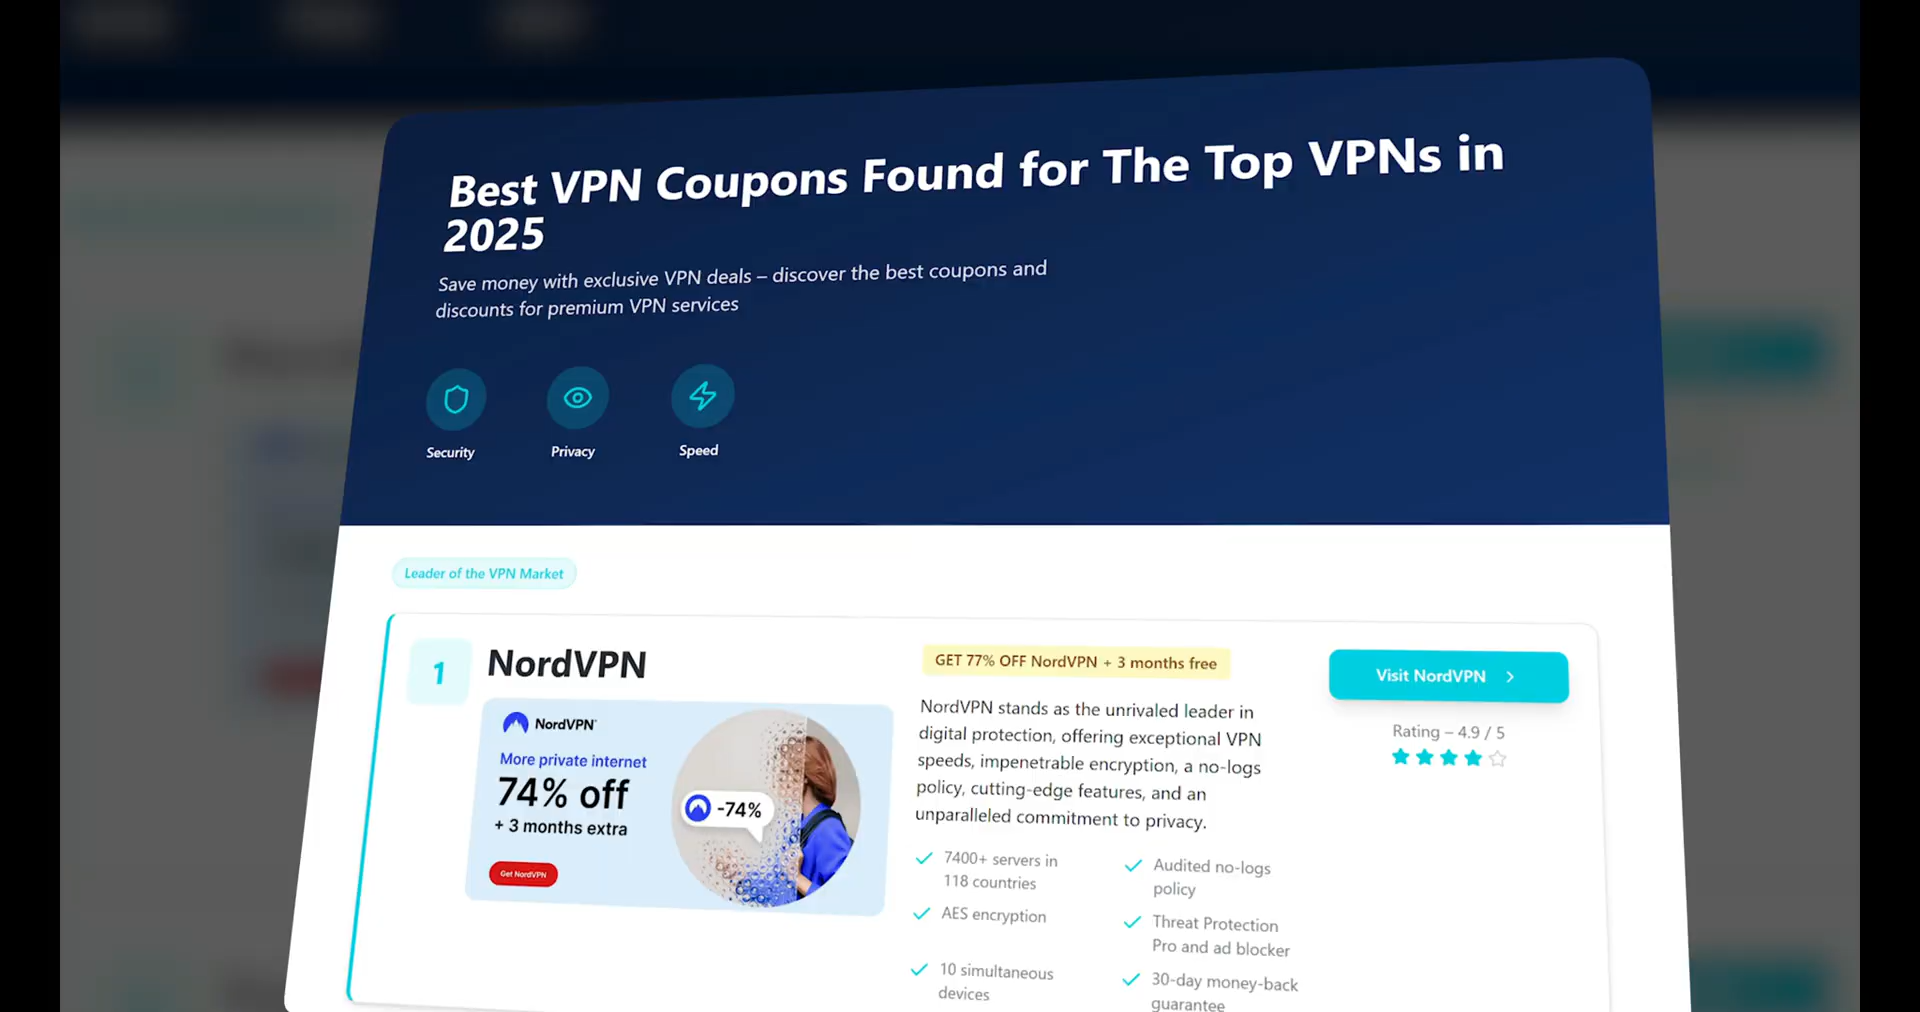 Best VPN Coupons Found for The Top VPNs in
2025
Save money with exclusive VPN deals – discover the best coupons and
discounts for premium VPN services
Security
Privacy
Speed
Leader of the VPN Market
1
NordVPN
NordVPN
More private internet
74% off
+ 3 months extra
Get NordVPN
-74%
GET 77% OFF NordVPN + 3 months free
NordVPN stands as the unrivaled leader in
digital protection, offering exceptional VPN
speeds, impenetrable encryption, a no-logs
policy, cutting-edge features, and an
unparalleled commitment to privacy.
7400+ servers in
118 countries
AES encryption
10 simultaneous
devices
Audited no-logs
policy
Threat Protection
Pro and ad blocker
30-day money-back
guarantee
Visit NordVPN
Rating – 4.9 / 5